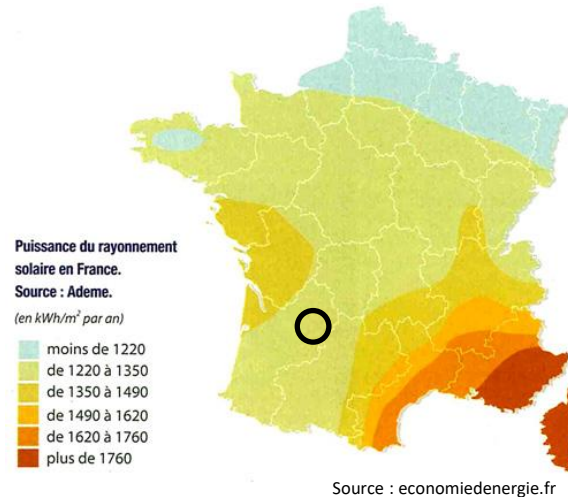 Puissance du rayonnement
solaire en France.
Source : Ademe.
(en kWh/m² par an)
moins de 1220
de 1220 à 1350
de 1350 à 1490
de 1490 à 1620
de 1620 à 1760
plus de 1760
Source : economiedenergie.fr